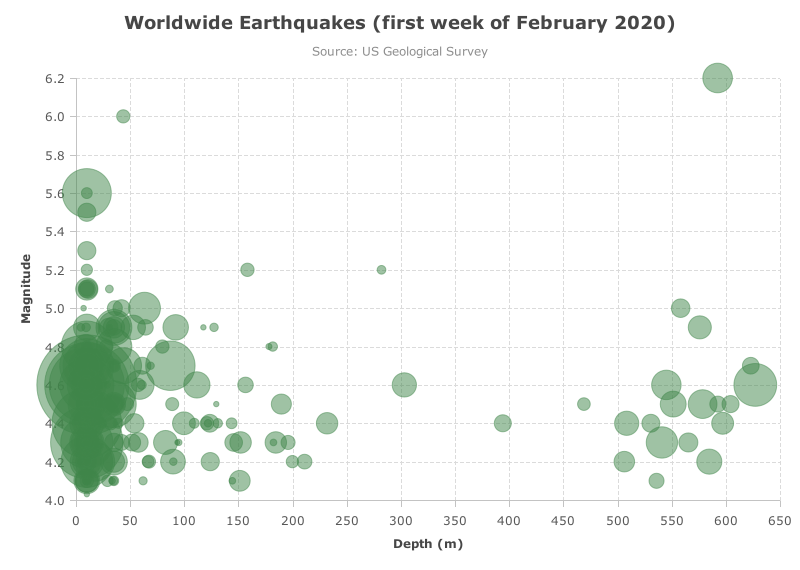 Worldwide Earthquakes (first week of February 2020)
Source: US Geological Survey
6.2
6.0
5.8
5.6
5.4
5.2
5.0
4.8
4.6
4.4
4.2
4.0
Magnitude
0 50 100 150 200 250 300 350 400 450 500 550 600 650
Depth (m)